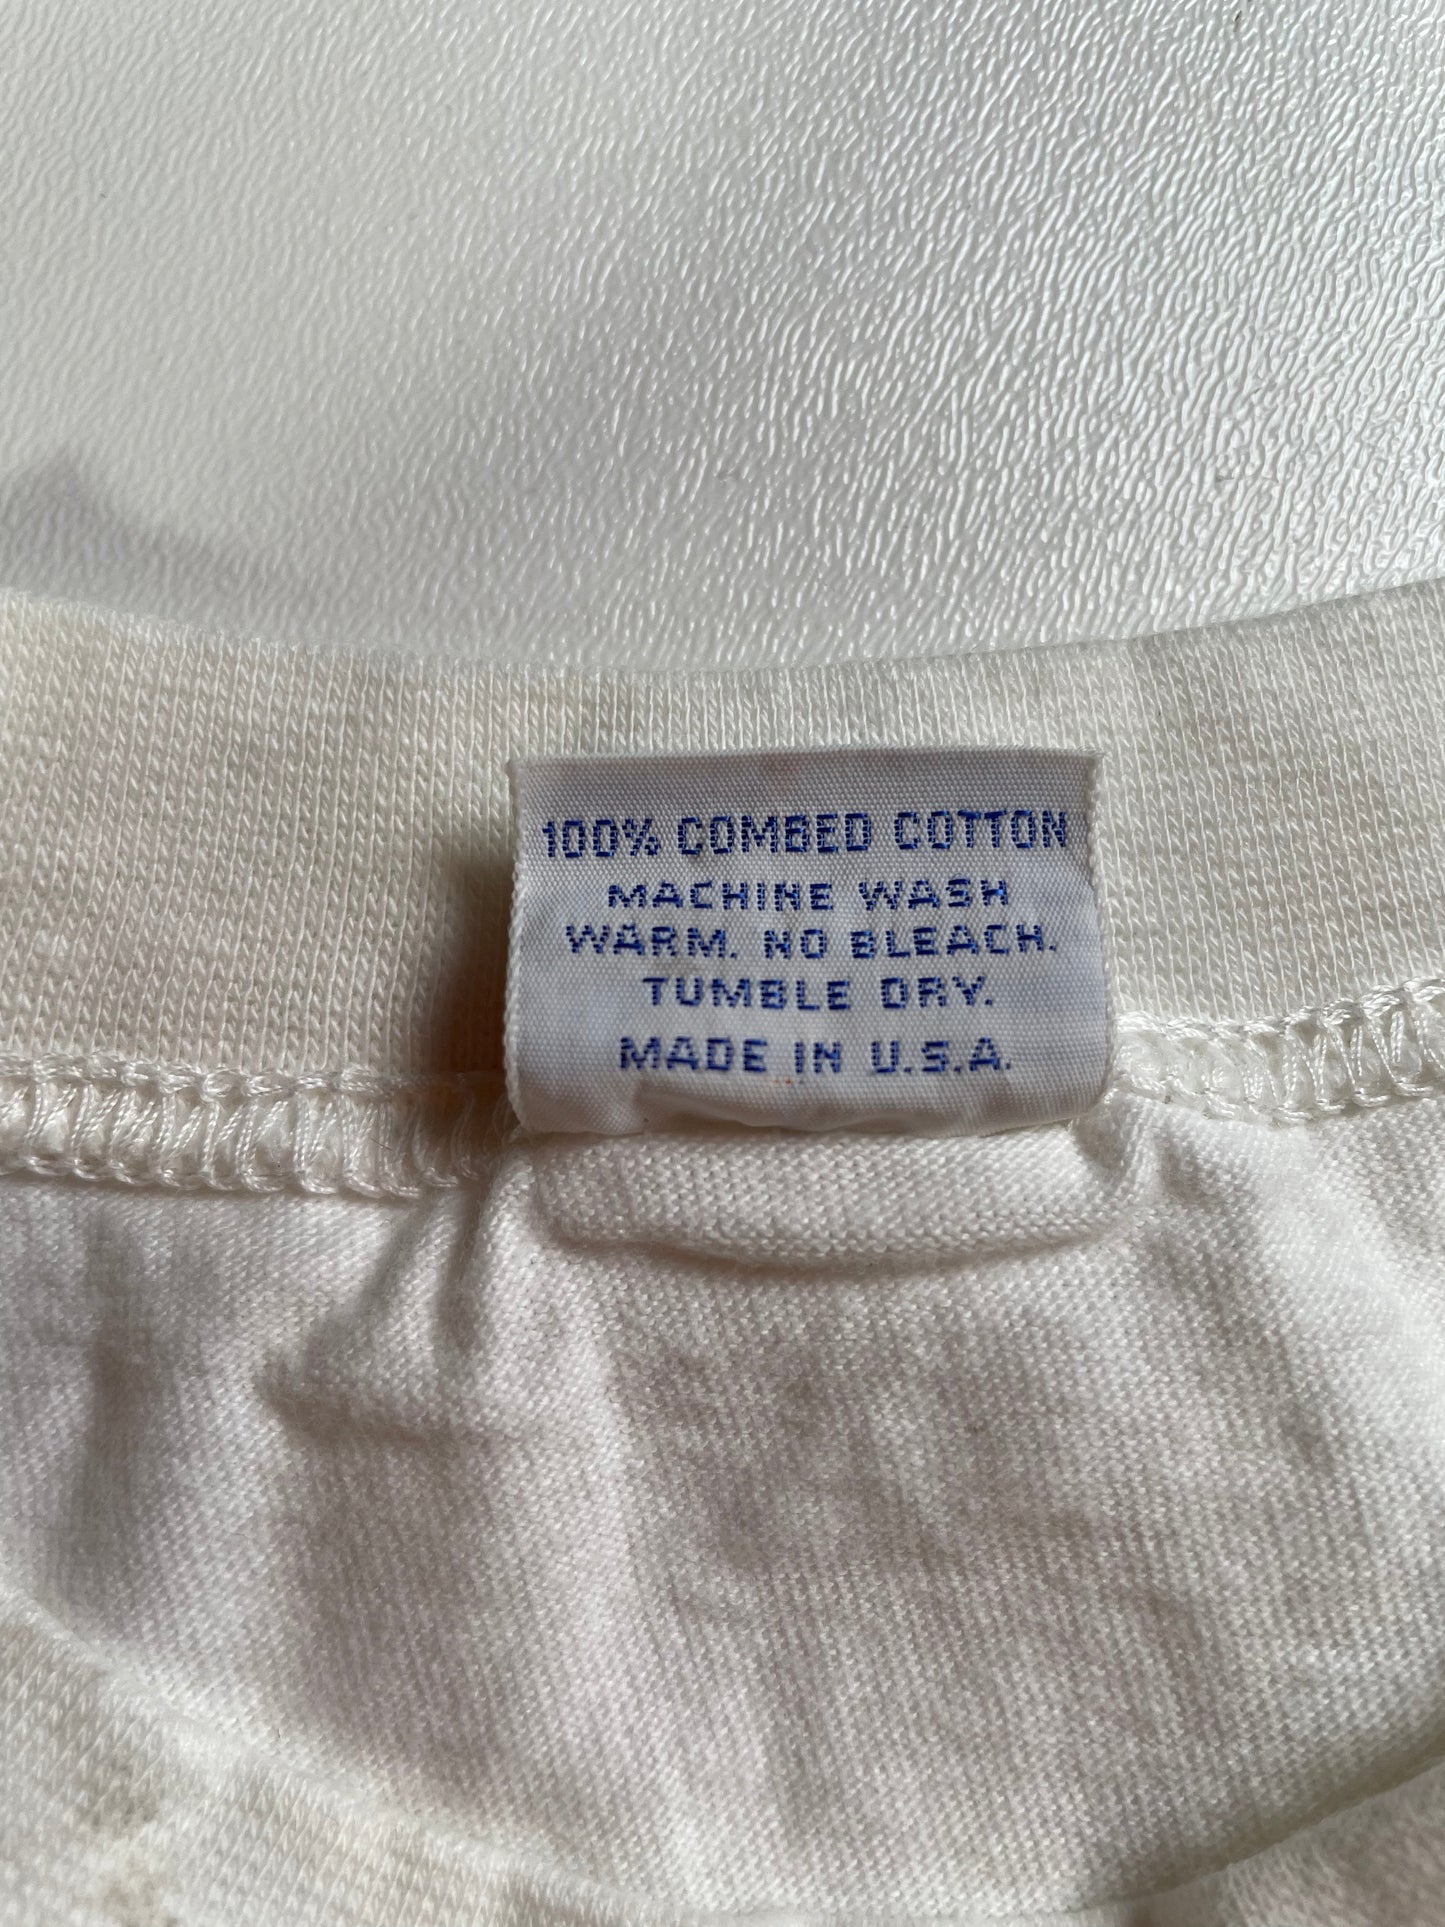 100% COMBED COTTON
MACHINE WASH
WARM. NO BLEACH.
TUMBLE DRY.
MADE IN U.S.A.